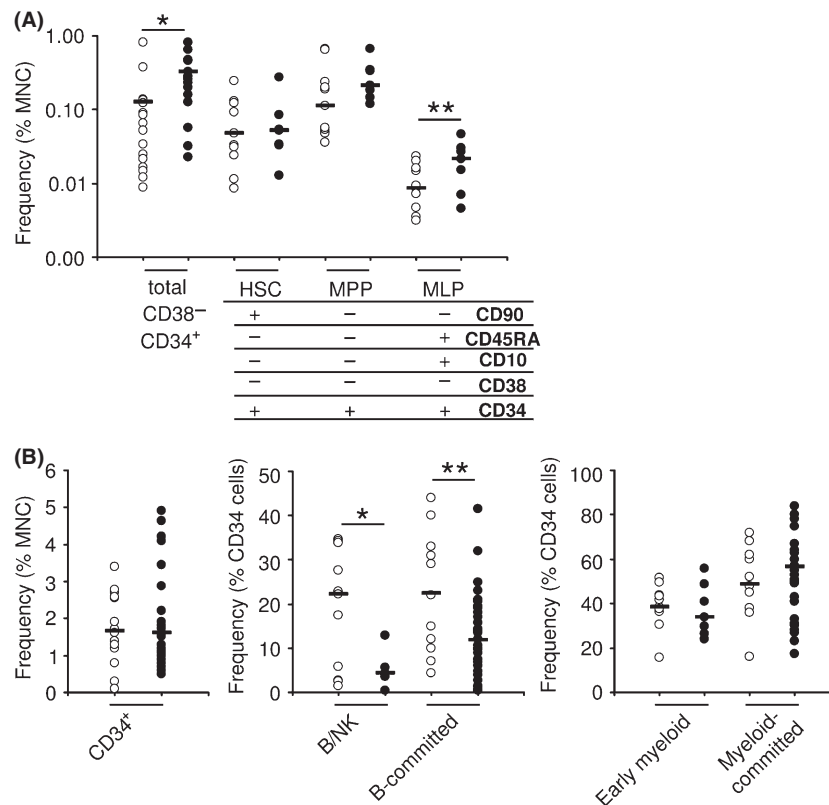 (A)
Frequency (% MNC)
1.00
0.10
0.01
0.00
*
**
total
CD38–
CD34+
HSC MPP MLP
+ – – CD90
– – + CD45RA
– – + CD10
– – – CD38
+ + + CD34
(B)
Frequency (% MNC)
6
5
4
3
2
1
0
CD34+
Frequency (% CD34 cells)
50
40
30
20
10
0
*
**
B/NK
B-committed
Frequency (% CD34 cells)
100
80
60
40
20
0
Early myeloid
Myeloid-
committed